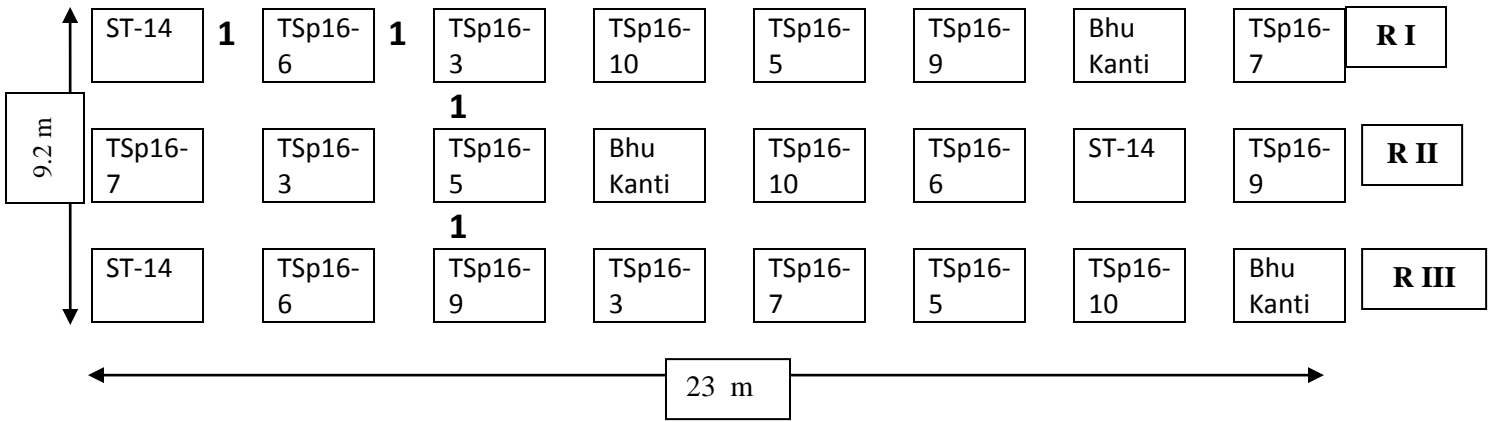 ST-14 1 TSp16- 1 TSp16- TSp16- TSp16- TSp16- Bhu TSp16- R I
6 3 10 5 9 Kanti 7
1
9.2 m
TSp16- TSp16- TSp16- Bhu TSp16- TSp16- ST-14 TSp16- R II
7 3 5 Kanti 10 6 9
1
ST-14 TSp16- TSp16- TSp16- TSp16- TSp16- TSp16- Bhu R III
6 9 3 7 5 10 Kanti
23 m